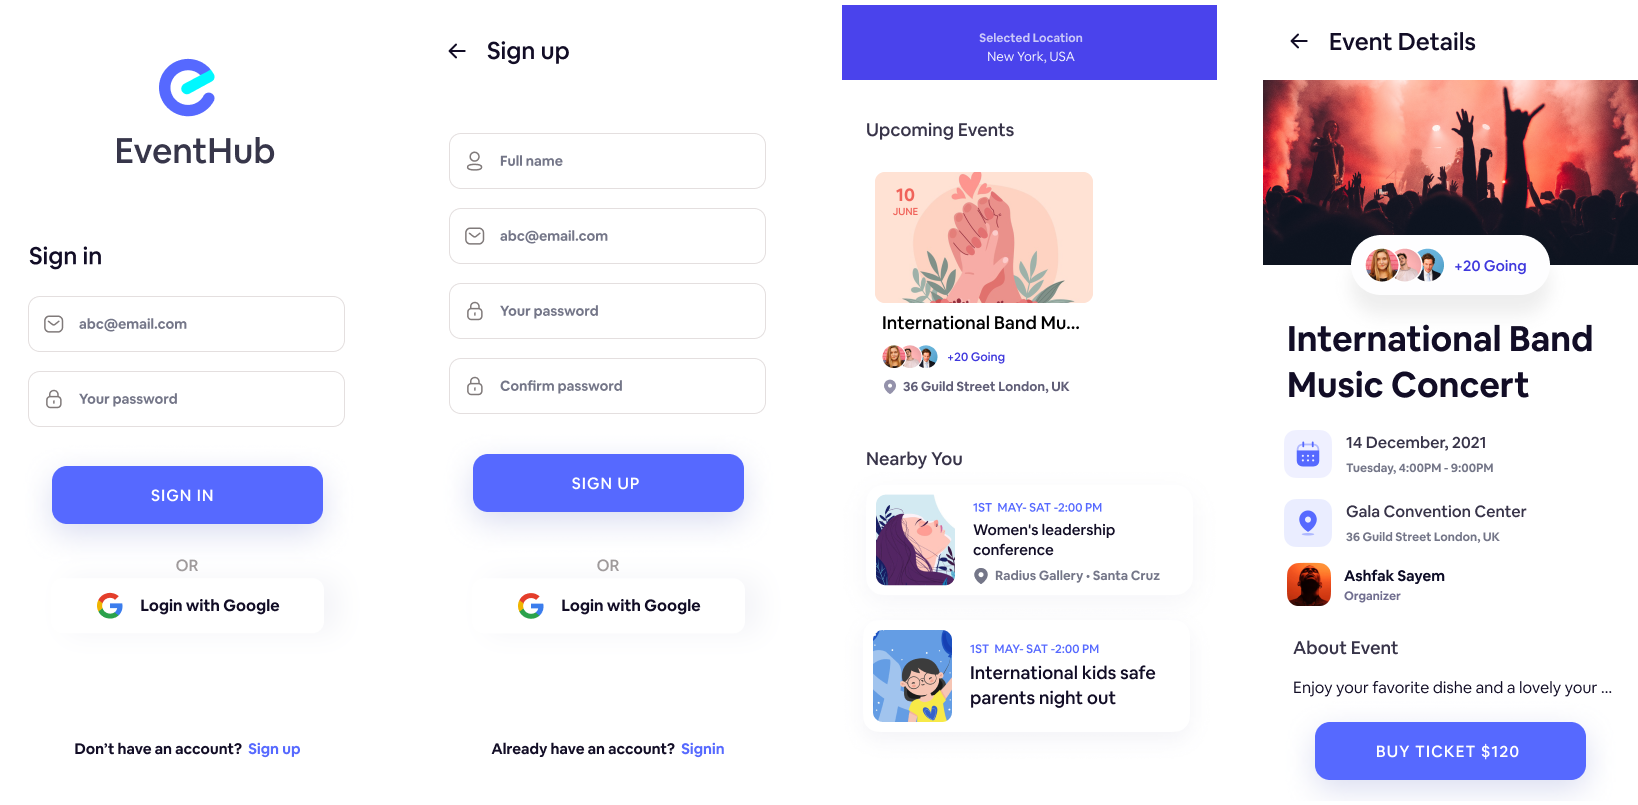 EventHub
Sign in
abc@email.com
Your password
SIGN IN
OR
Login with Google
Don't have an account? Sign up
Sign up
Full name
abc@email.com
Your password
Confirm password
SIGN UP
OR
Login with Google
Already have an account? Signin
Selected Location
New York, USA
Upcoming Events
10
JUNE
International Band Mu...
+20 Going
36 Guild Street London, UK
Nearby You
1ST MAY- SAT -2:00 PM
Women's leadership
conference
Radius Gallery • Santa Cruz
1ST MAY- SAT -2:00 PM
International kids safe
parents night out
Event Details
+20 Going
International Band
Music Concert
14 December, 2021
Tuesday, 4:00PM - 9:00PM
Gala Convention Center
36 Guild Street London, UK
Ashfak Sayem
Organizer
About Event
Enjoy your favorite dishe and a lovely your ...
BUY TICKET $120